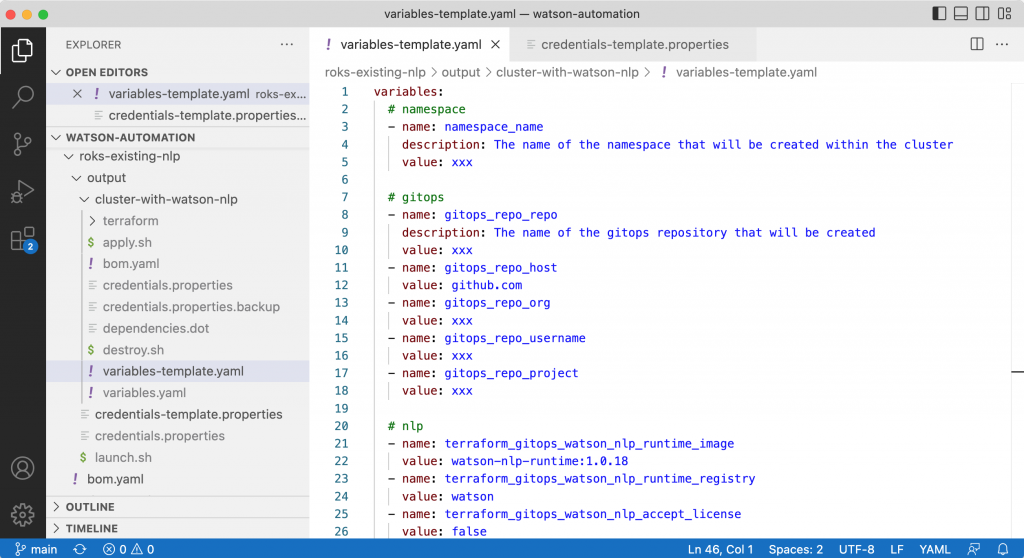 variables-template.yaml — watson-automation
EXPLORER
OPEN EDITORS
variables-template.yaml roks-ex...
credentials-template.properties...
WATSON-AUTOMATION
roks-existing-nlp
output
cluster-with-watson-nlp
terraform
$ apply.sh
! bom.yaml
credentials.properties
credentials.properties.backup
dependencies.dot
$ destroy.sh
! variables-template.yaml
! variables.yaml
credentials-template.properties
credentials.properties
$ launch.sh
! bom.yaml
OUTLINE
TIMELINE
2
! variables-template.yaml
credentials-template.properties
roks-existing-nlp > output > cluster-with-watson-nlp > ! variables-template.yaml
1 variables:
2 # namespace
3 - name: namespace_name
4 description: The name of the namespace that will be created within the cluster
5 value: xxx
6
7 # gitops
8 - name: gitops_repo_repo
9 description: The name of the gitops repository that will be created
10 value: xxx
11 - name: gitops_repo_host
12 value: github.com
13 - name: gitops_repo_org
14 value: xxx
15 - name: gitops_repo_username
16 value: xxx
17 - name: gitops_repo_project
18 value: xxx
19
20 # nlp
21 - name: terraform_gitops_watson_nlp_runtime_image
22 value: watson-nlp-runtime:1.0.18
23 - name: terraform_gitops_watson_nlp_runtime_registry
24 value: watson
25 - name: terraform_gitops_watson_nlp_accept_license
26 value: false
main 0 0 Ln 46, Col 1 Spaces: 2 UTF-8 LF YAML